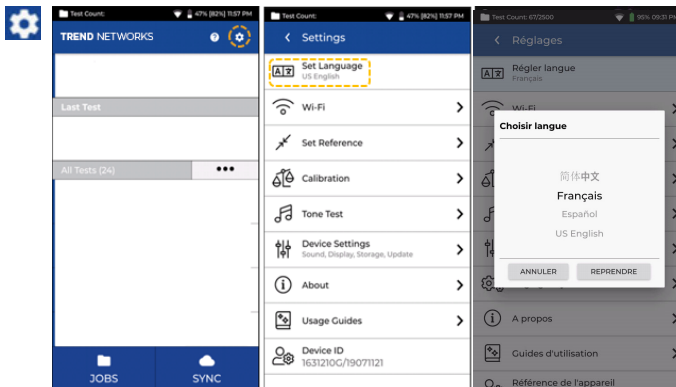 Test Count:
47% [82%] 11:57 PM
TREND NETWORKS
?
Last Test
All Tests (24)
JOBS
SYNC
Test Count:
47% [82%] 11:57 PM
Settings
Set Language
US English
Wi-Fi
Set Reference
Calibration
Tone Test
Device Settings
Sound, Display, Storage, Update
About
Usage Guides
Device ID
1631210G/19071121
Test Count: 67/2500
95% 09:31 PM
Réglages
Régler langue
Français
Wi-Fi
Choisir langue
简体中文
Français
Español
US English
ANNULER
REPRENDRE
A propos
Guides d'utilisation
Référence de l'appareil